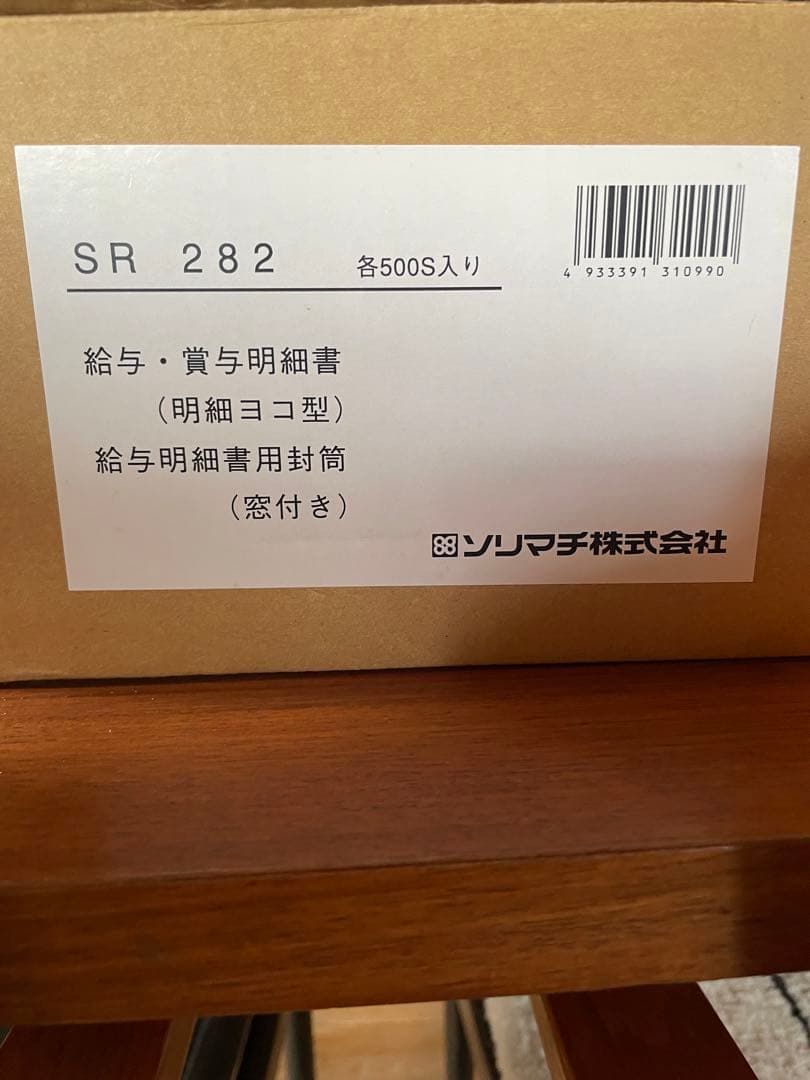 SR 282 各500S入り
4 933391 310990
給与・賞与明細書
(明細ヨコ型)
給与明細書用封筒
(窓付き)
ソリマチ株式会社